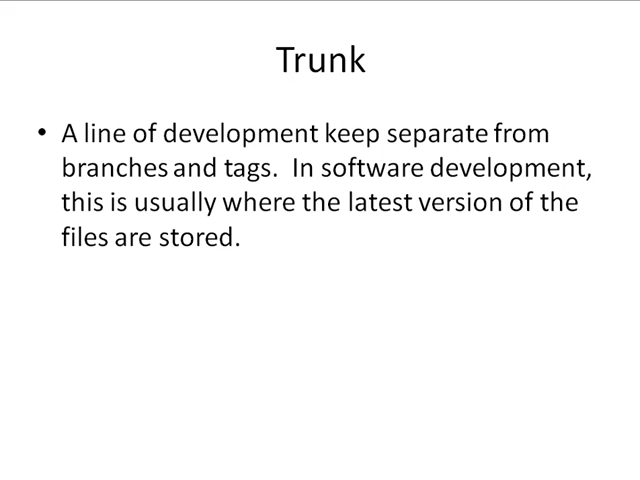 Trunk
• A line of development keep separate from
branches and tags.  In software development,
this is usually where the latest version of the
files are stored.